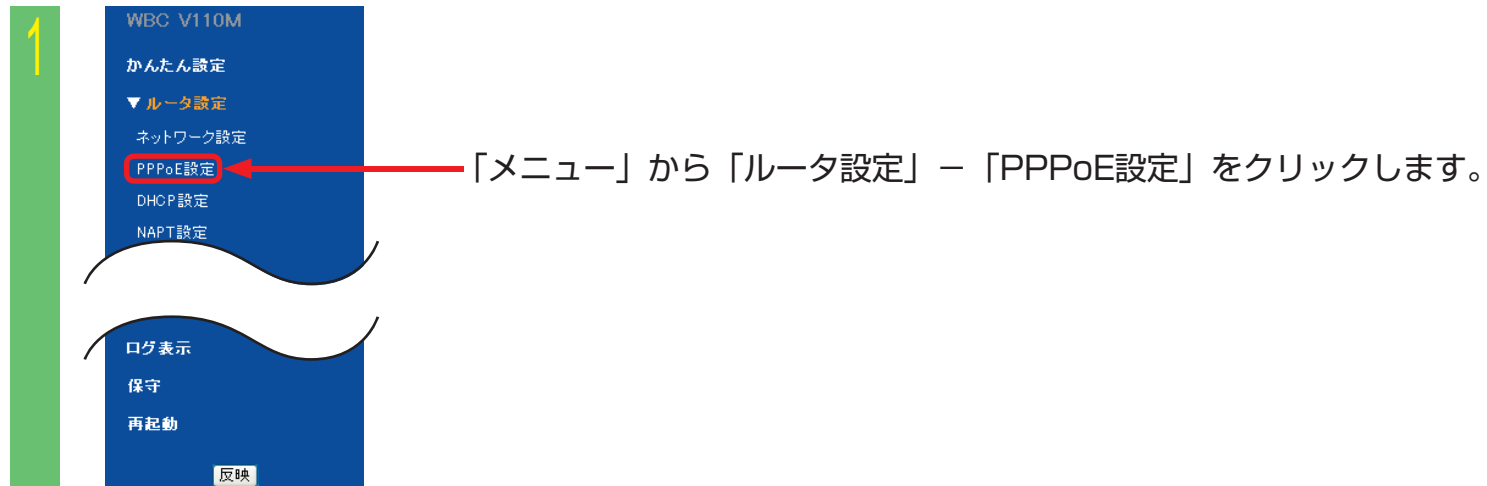 1
WBC V110M
かんたん設定
▼ルータ設定
ネットワーク設定
PPPoE設定
「メニュー」から「ルータ設定」－「PPPoE設定」をクリックします。
DHCP設定
NAPT設定
ログ表示
保守
再起動
反映